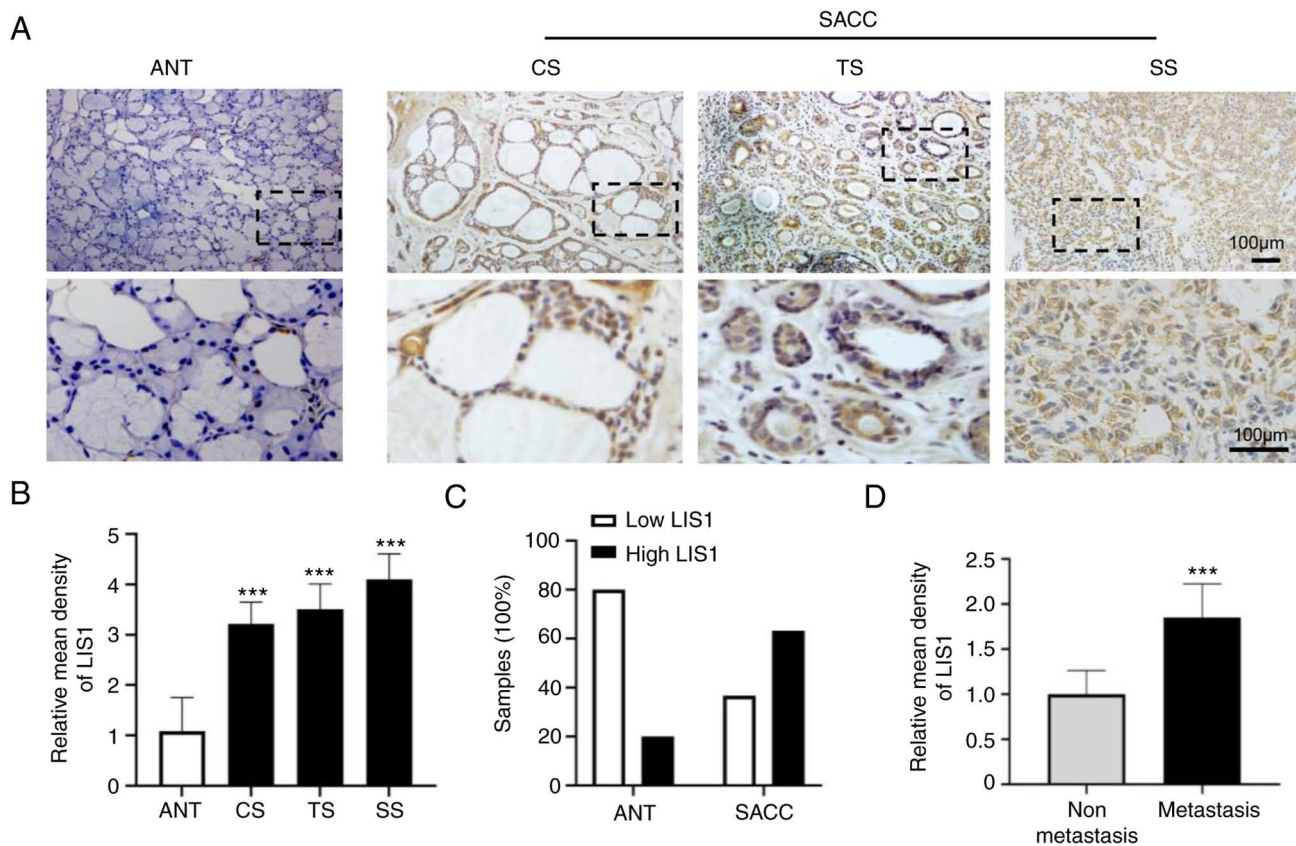 A
SACC
ANT
CS
TS
SS
100µm
100µm
B
Relative mean density
of LIS1
5
4
3
2
1
0
***
***
***
ANT
CS
TS
SS
C
Low LIS1
High LIS1
Samples (100%)
100
80
60
40
20
0
ANT
SACC
D
Relative mean density
of LIS1
2.5
2.0
1.5
1.0
0.5
0
***
Non
metastasis
Metastasis